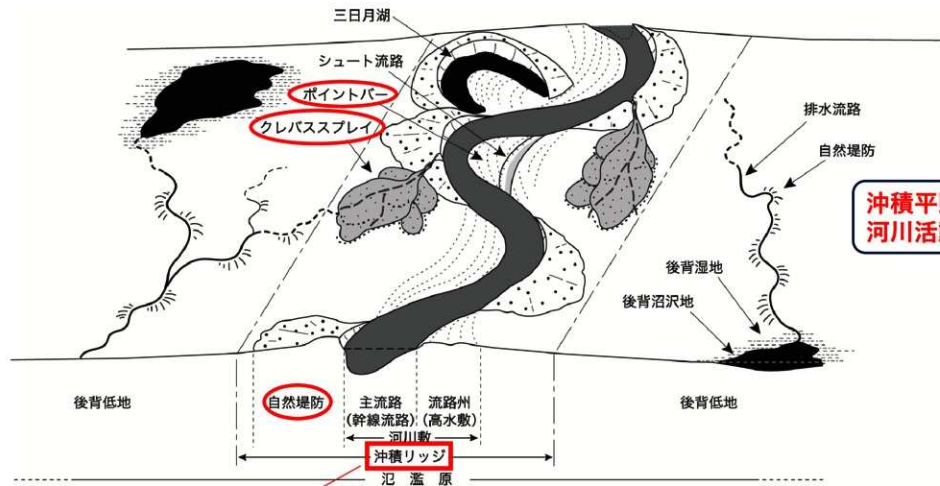 三日月湖
シュート流路
ポイントバー
クレバススプレイ
排水流路
自然堤防
沖積平
河川活
後背湿地
後背沼沢地
後背低地
自然堤防
主流路
(幹線流路)
流路州
(高水敷)
後背低地
河川敷
沖積リッジ
氾濫原